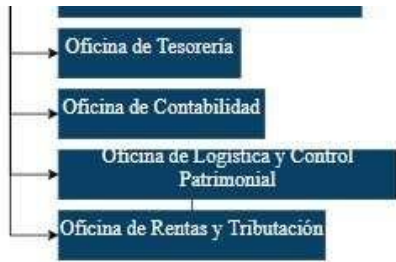 Oficina de Tesorería
Oficina de Contabilidad
Oficina de Logística y Control
Patrimonial
Oficina de Rentas y Tributación